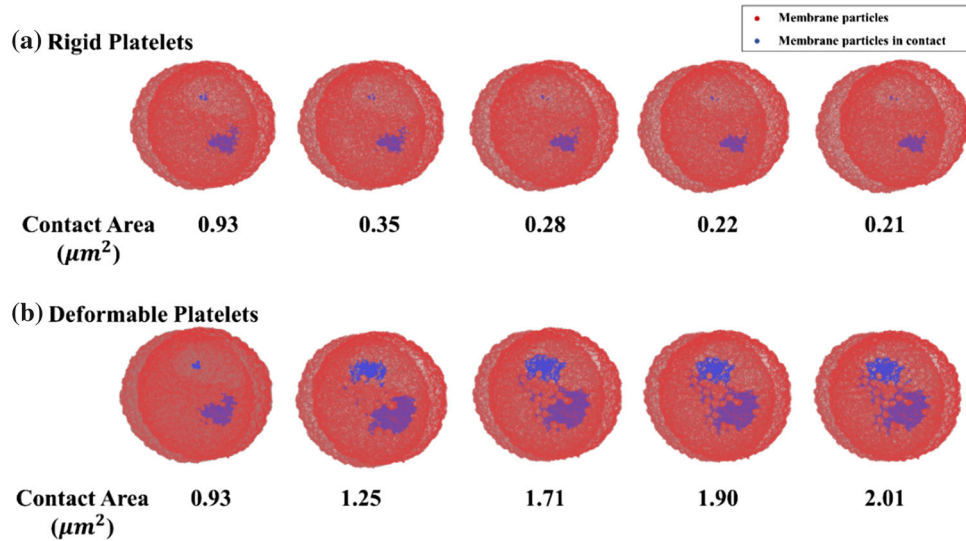 Membrane particles
Membrane particles in contact
(a) Rigid Platelets
Contact Area 0.93 0.35 0.28 0.22 0.21
(μm²)
(b) Deformable Platelets
Contact Area 0.93 1.25 1.71 1.90 2.01
(μm²)